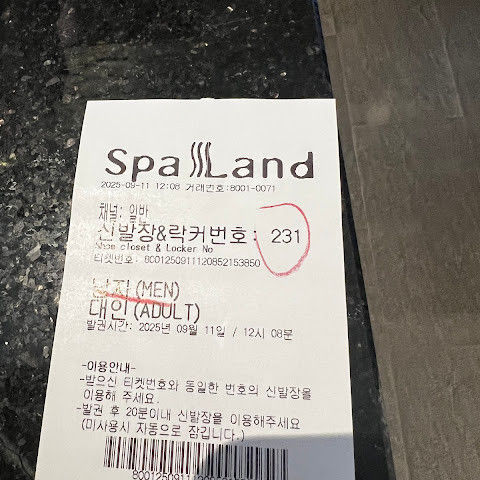 Spa Land
2025-09-11 12:08 거래번호:8001-0071
채널: 일반
신발장&락커번호: 231
Shoe closet & Locker No
티켓번호: 8001250911120852153850
남자(MEN)
대인(ADULT)
발권시간: 2025년 09월 11일 / 12시 08분
-이용안내-
-받으신 티켓번호와 동일한 번호의 신발장을
이용해 주세요.
-발권 후 20분이내 신발장을 이용해주세요
(미사용시 자동으로 잠깁니다.)